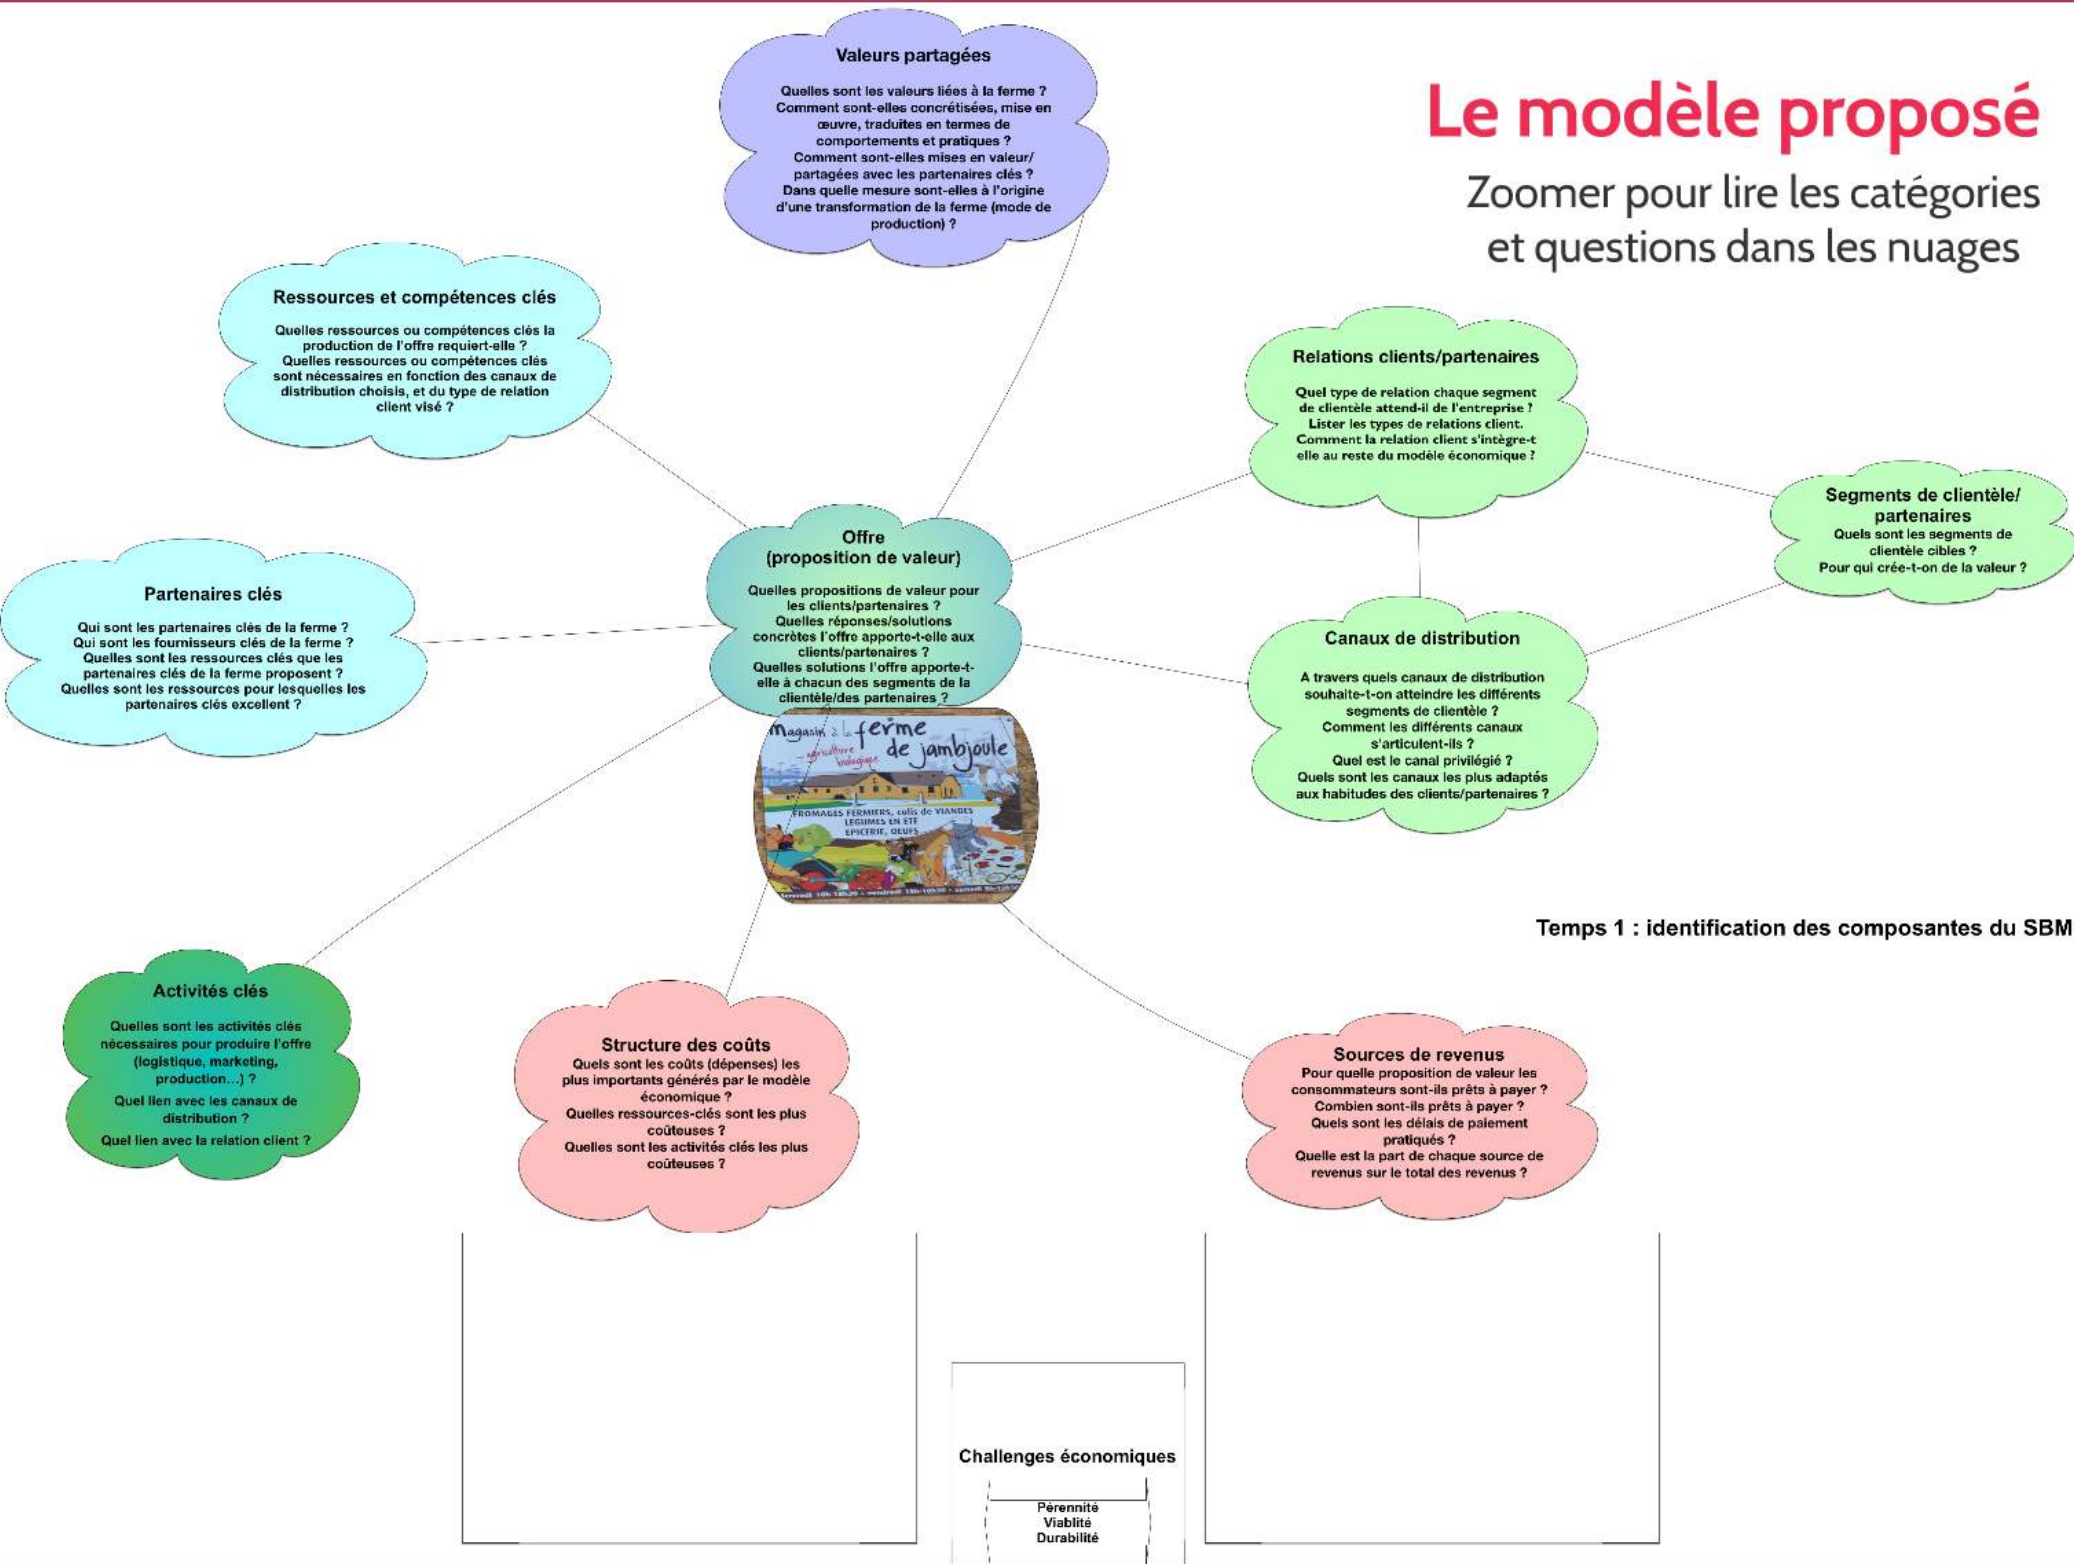 Le modèle proposé
Zoomer pour lire les catégories
et questions dans les nuages
Valeurs partagées
Quelles sont les valeurs liées à la ferme ?
Comment sont-elles concrétisées, mise en
œuvre, traduites en termes de
comportements et pratiques ?
Comment sont-elles mises en valeur/
partagées avec les partenaires clés ?
Dans quelle mesure sont-elles à l'origine
d'une transformation de la ferme (mode de
production) ?
Ressources et compétences clés
Quelles ressources ou compétences clés la
production de l'offre requiert-elle ?
Quelles ressources ou compétences clés
sont nécessaires en fonction des canaux de
distribution choisis, et du type de relation
client visé ?
Relations clients/partenaires
Quel type de relation chaque segment
de clientèle attend-il de l'entreprise ?
Lister les types de relations client.
Comment la relation client s'intègre-t
elle au reste du modèle économique ?
Segments de clientèle/
partenaires
Quels sont les segments de
clientèle cibles ?
Pour qui crée-t-on de la valeur ?
Offre
(proposition de valeur)
Quelles propositions de valeur pour
les clients/partenaires ?
Quelles réponses/solutions
concrètes l'offre apporte-t-elle aux
clients/partenaires ?
Quelles solutions l'offre apporte-t-
elle à chacun des segments de la
clientèle/des partenaires ?
Partenaires clés
Qui sont les partenaires clés de la ferme ?
Qui sont les fournisseurs clés de la ferme ?
Quelles sont les ressources clés que les
partenaires clés de la ferme proposent ?
Quelles sont les ressources pour lesquelles les
partenaires clés excellent ?
Canaux de distribution
A travers quels canaux de distribution
souhaite-t-on atteindre les différents
segments de clientèle ?
Comment les différents canaux
s'articulent-ils ?
Quel est le canal privilégié ?
Quels sont les canaux les plus adaptés
aux habitudes des clients/partenaires ?
magasin à la ferme
de jambjoule
agriculture
biologique
FROMAGES FERMIERS, colis de VIANDES
LEGUMES EN ETE
EPICERIE, OEUFS
Temps 1 : identification des composantes du SBM
Activités clés
Quelles sont les activités clés
nécessaires pour produire l'offre
(logistique, marketing,
production...) ?
Quel lien avec les canaux de
distribution ?
Quel lien avec la relation client ?
Structure des coûts
Quels sont les coûts (dépenses) les
plus importants générés par le modèle
économique ?
Quelles ressources-clés sont les plus
coûteuses ?
Quelles sont les activités clés les plus
coûteuses ?
Sources de revenus
Pour quelle proposition de valeur les
consommateurs sont-ils prêts à payer ?
Combien sont-ils prêts à payer ?
Quels sont les délais de paiement
pratiqués ?
Quelle est la part de chaque source de
revenus sur le total des revenus ?
Challenges économiques
Pérennité
Viablité
Durabilité